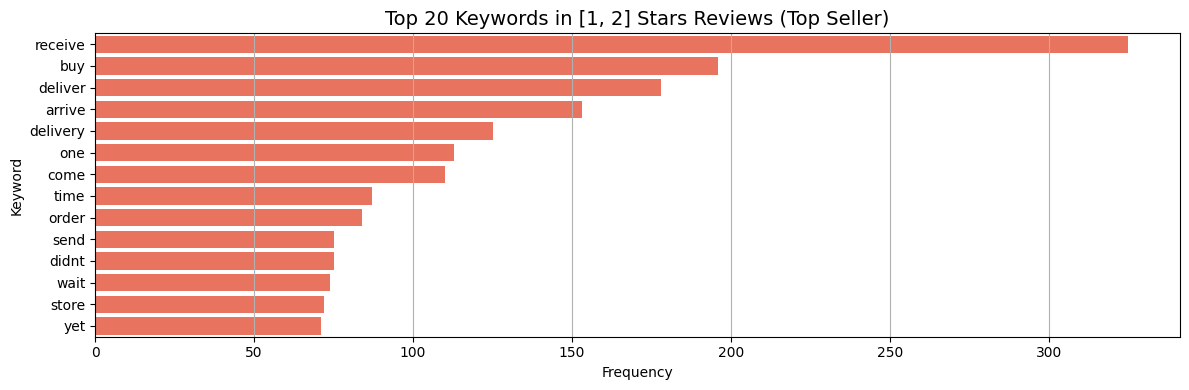 Top 20 Keywords in [1, 2] Stars Reviews (Top Seller)
Keyword
receive
buy
deliver
arrive
delivery
one
come
time
order
send
didnt
wait
store
yet
0 50 100 150 200 250 300
Frequency